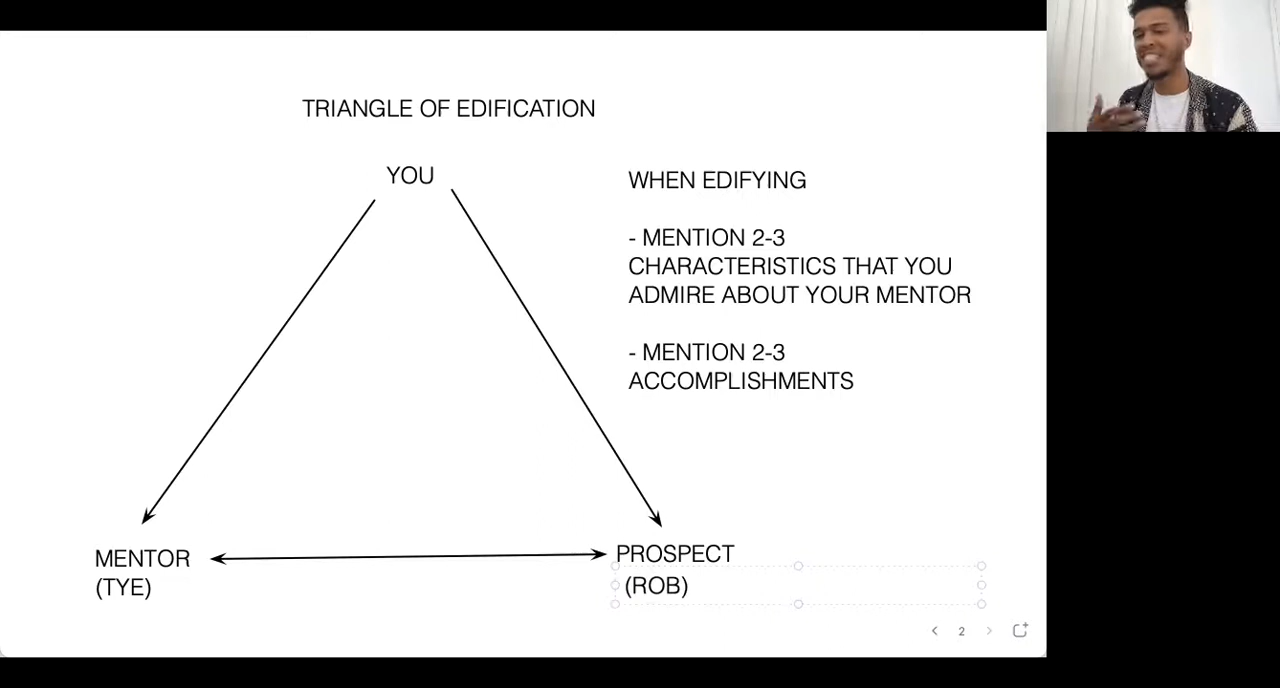 TRIANGLE OF EDIFICATION
YOU
WHEN EDIFYING
- MENTION 2-3
CHARACTERISTICS THAT YOU
ADMIRE ABOUT YOUR MENTOR
- MENTION 2-3
ACCOMPLISHMENTS
MENTOR
(TYE)
PROSPECT
(ROB)
2